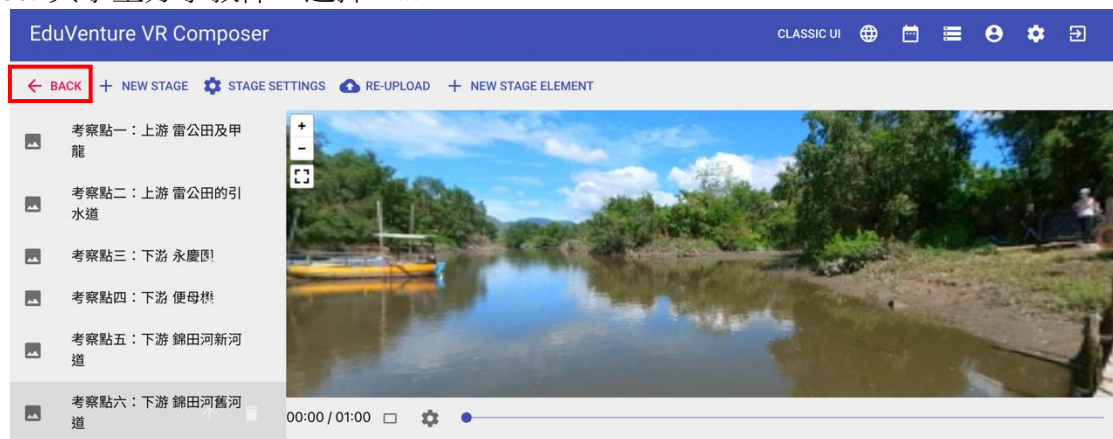 EduVenture VR Composer CLASSIC UI
BACK NEW STAGE STAGE SETTINGS RE-UPLOAD NEW STAGE ELEMENT
考察點一：上游 雷公田及甲
龍
考察點二：上游 雷公田的引
水道
考察點三：下游 永慶圍
考察點四：下游 便母橋
考察點五：下游 錦田河新河
道
考察點六：下游 錦田河舊河
道
00:00 / 01:00